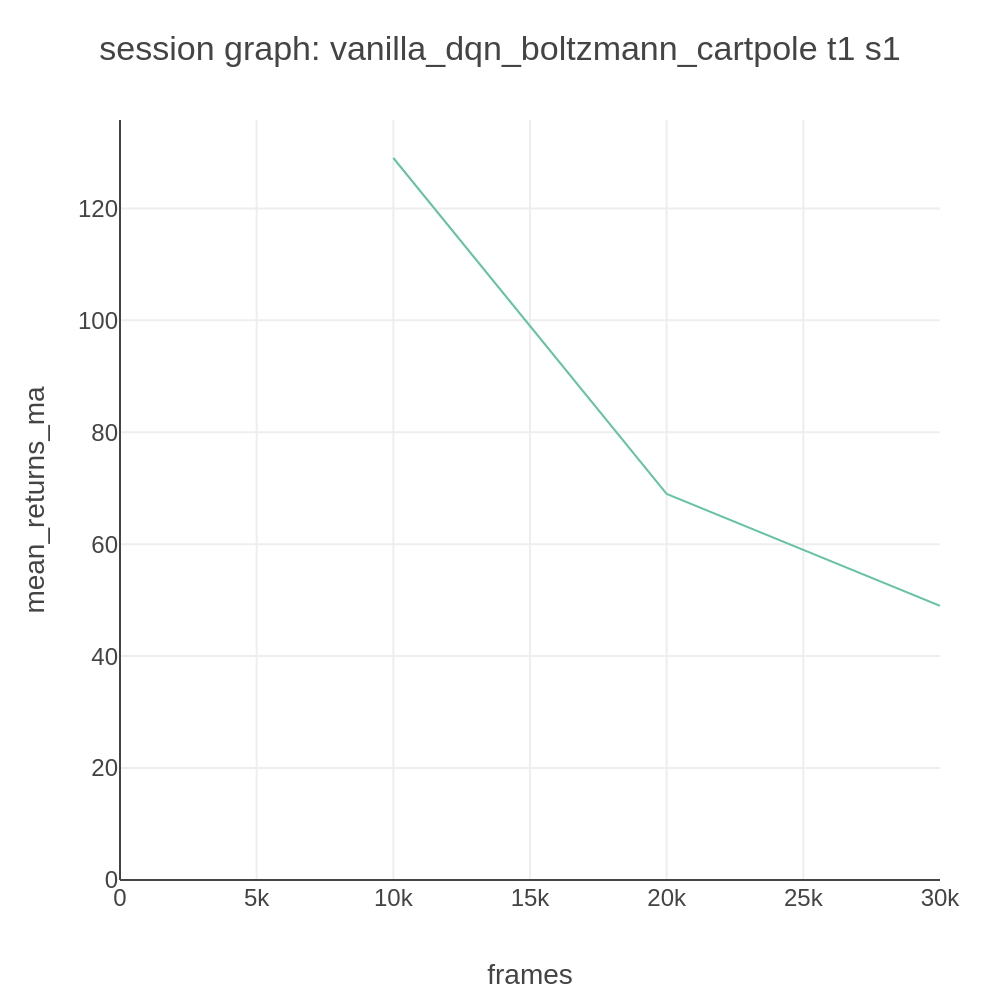 session graph: vanilla_dqn_boltzmann_cartpole t1 s1
mean_returns_ma
120
100
80
60
40
20
0
0 5k 10k 15k 20k 25k 30k
frames